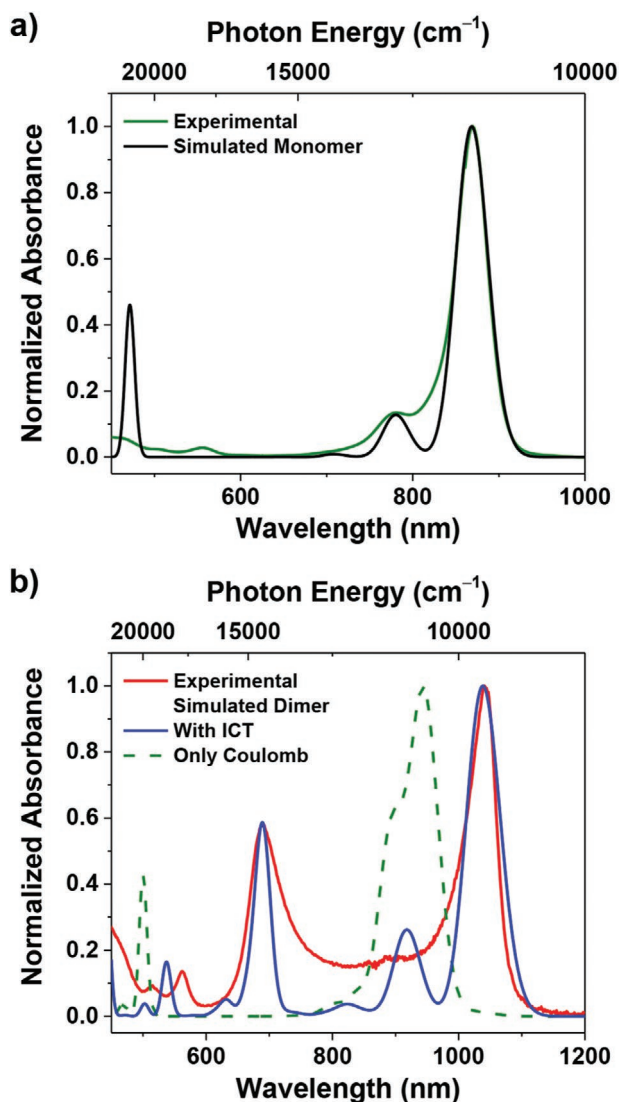 a)
Photon Energy (cm⁻¹)
20000 15000 10000
Experimental
Simulated Monomer
Normalized Absorbance
1.0
0.8
0.6
0.4
0.2
0.0
600 800 1000
Wavelength (nm)
b)
Photon Energy (cm⁻¹)
20000 15000 10000
Experimental
Simulated Dimer
With ICT
Only Coulomb
Normalized Absorbance
1.0
0.8
0.6
0.4
0.2
0.0
600 800 1000 1200
Wavelength (nm)